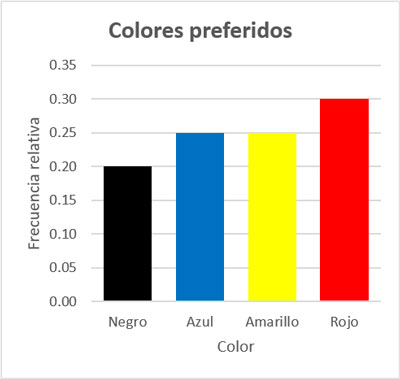 Colores preferidos
Frecuencia relativa
0.35
0.30
0.25
0.20
0.15
0.10
0.05
0.00
Negro Azul Amarillo Rojo
Color